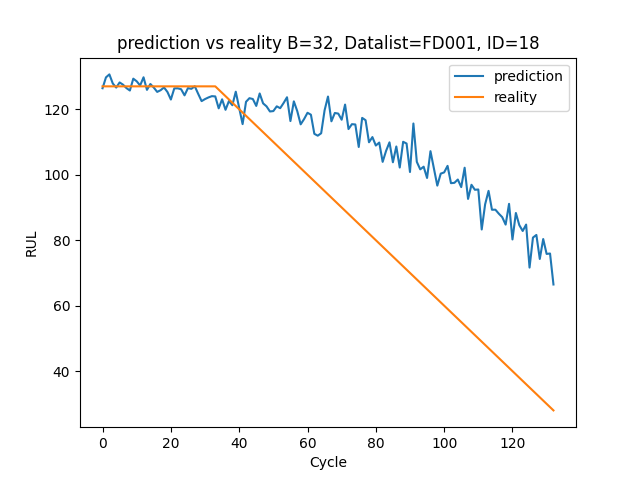 prediction vs reality B=32, Datalist=FD001, ID=18
prediction
reality
120
100
80
60
40
RUL
0 20 40 60 80 100 120
Cycle